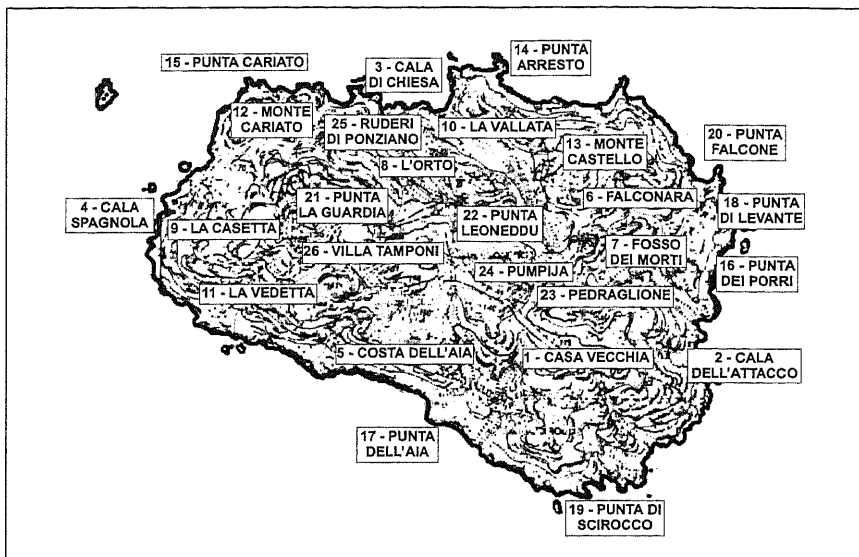 15 - PUNTA CARIATO
3 - CALA
DI CHIESA
14 - PUNTA
ARRESTO
12 - MONTE
CARIATO
25 - RUDERI
DI PONZIANO
10 - LA VALLATA
13 - MONTE
CASTELLO
20 - PUNTA
FALCONE
8 - L'ORTO
4 - CALA
SPAGNOLA
21 - PUNTA
LA GUARDIA
22 - PUNTA
LEONEDDU
6 - FALCONARA
18 - PUNTA
DI LEVANTE
9 - LA CASETTA
26 - VILLA TAMPONI
7 - FOSSO
DEI MORTI
24 - PUMPIJA
16 - PUNTA
DEI PORRI
11 - LA VEDETTA
23 - PEDRAGLIONE
5 - COSTA DELL'AIA
1 - CASA VECCHIA
2 - CALA
DELL'ATTACCO
17 - PUNTA
DELL'AIA
19 - PUNTA DI
SCIROCCO